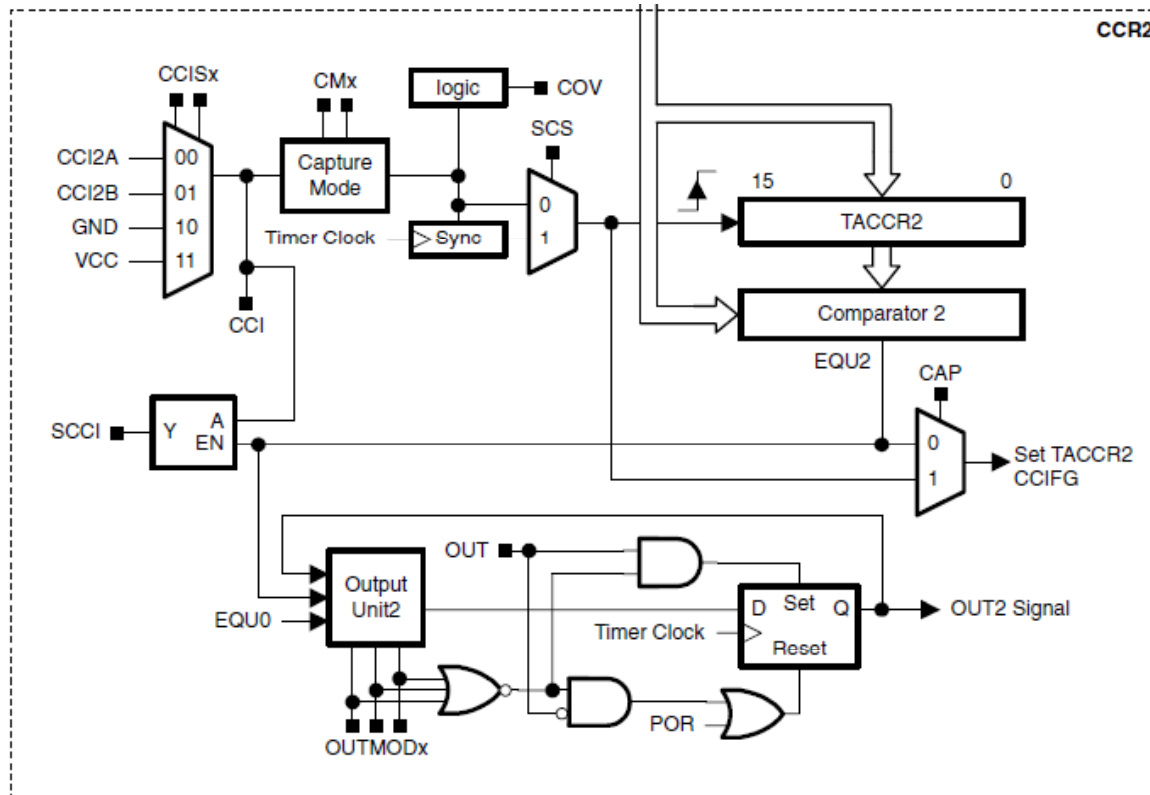 CCR2
CCISx
CMx
logic
COV
SCS
CCI2A
00
CCI2B
01
GND
10
VCC
11
Capture
Mode
15
0
TACCR2
0
1
Timer Clock
Sync
CCI
Comparator 2
EQU2
CAP
SCCI
Y
A
EN
0
1
Set TACCR2
CCIFG
OUT
Output
Unit2
EQU0
D
Set
Q
OUT2 Signal
Timer Clock
Reset
POR
OUTMODx